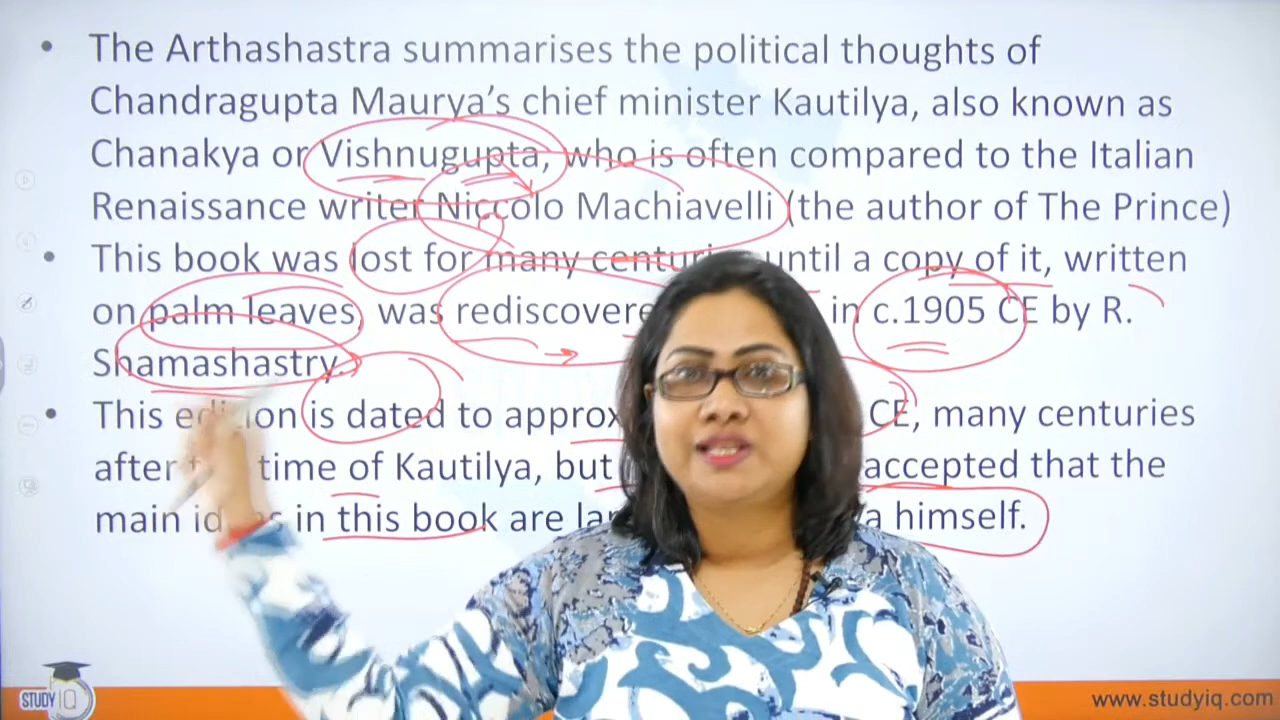 • The Arthashastra summarises the political thoughts of
Chandragupta Maurya’s chief minister Kautilya, also known as
Chanakya or Vishnugupta, who is often compared to the Italian
Renaissance writer Niccolo Machiavelli (the author of The Prince)
• This book was lost for many until a copy of it, written
on palm leaves, was in c.1905 CE by R.
Shamashastry.
• This is dated to CE, many centuries
after time of Kautilya, but accepted that the
main in this book are himself.
STUDY IQ
www.studyiq.com